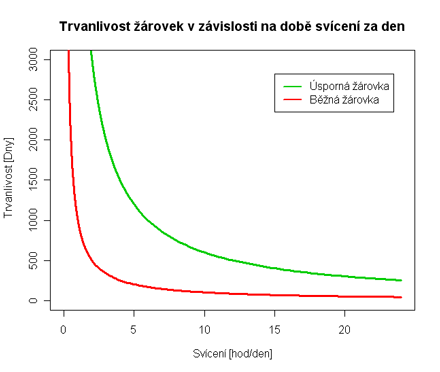 Trvanlivost žárovek v závislosti na době svícení za den
Trvanlivost [Dny]
3000
2500
2000
1500
1000
500
0
Úsporná žárovka
Běžná žárovka
0 5 10 15 20
Svícení [hod/den]